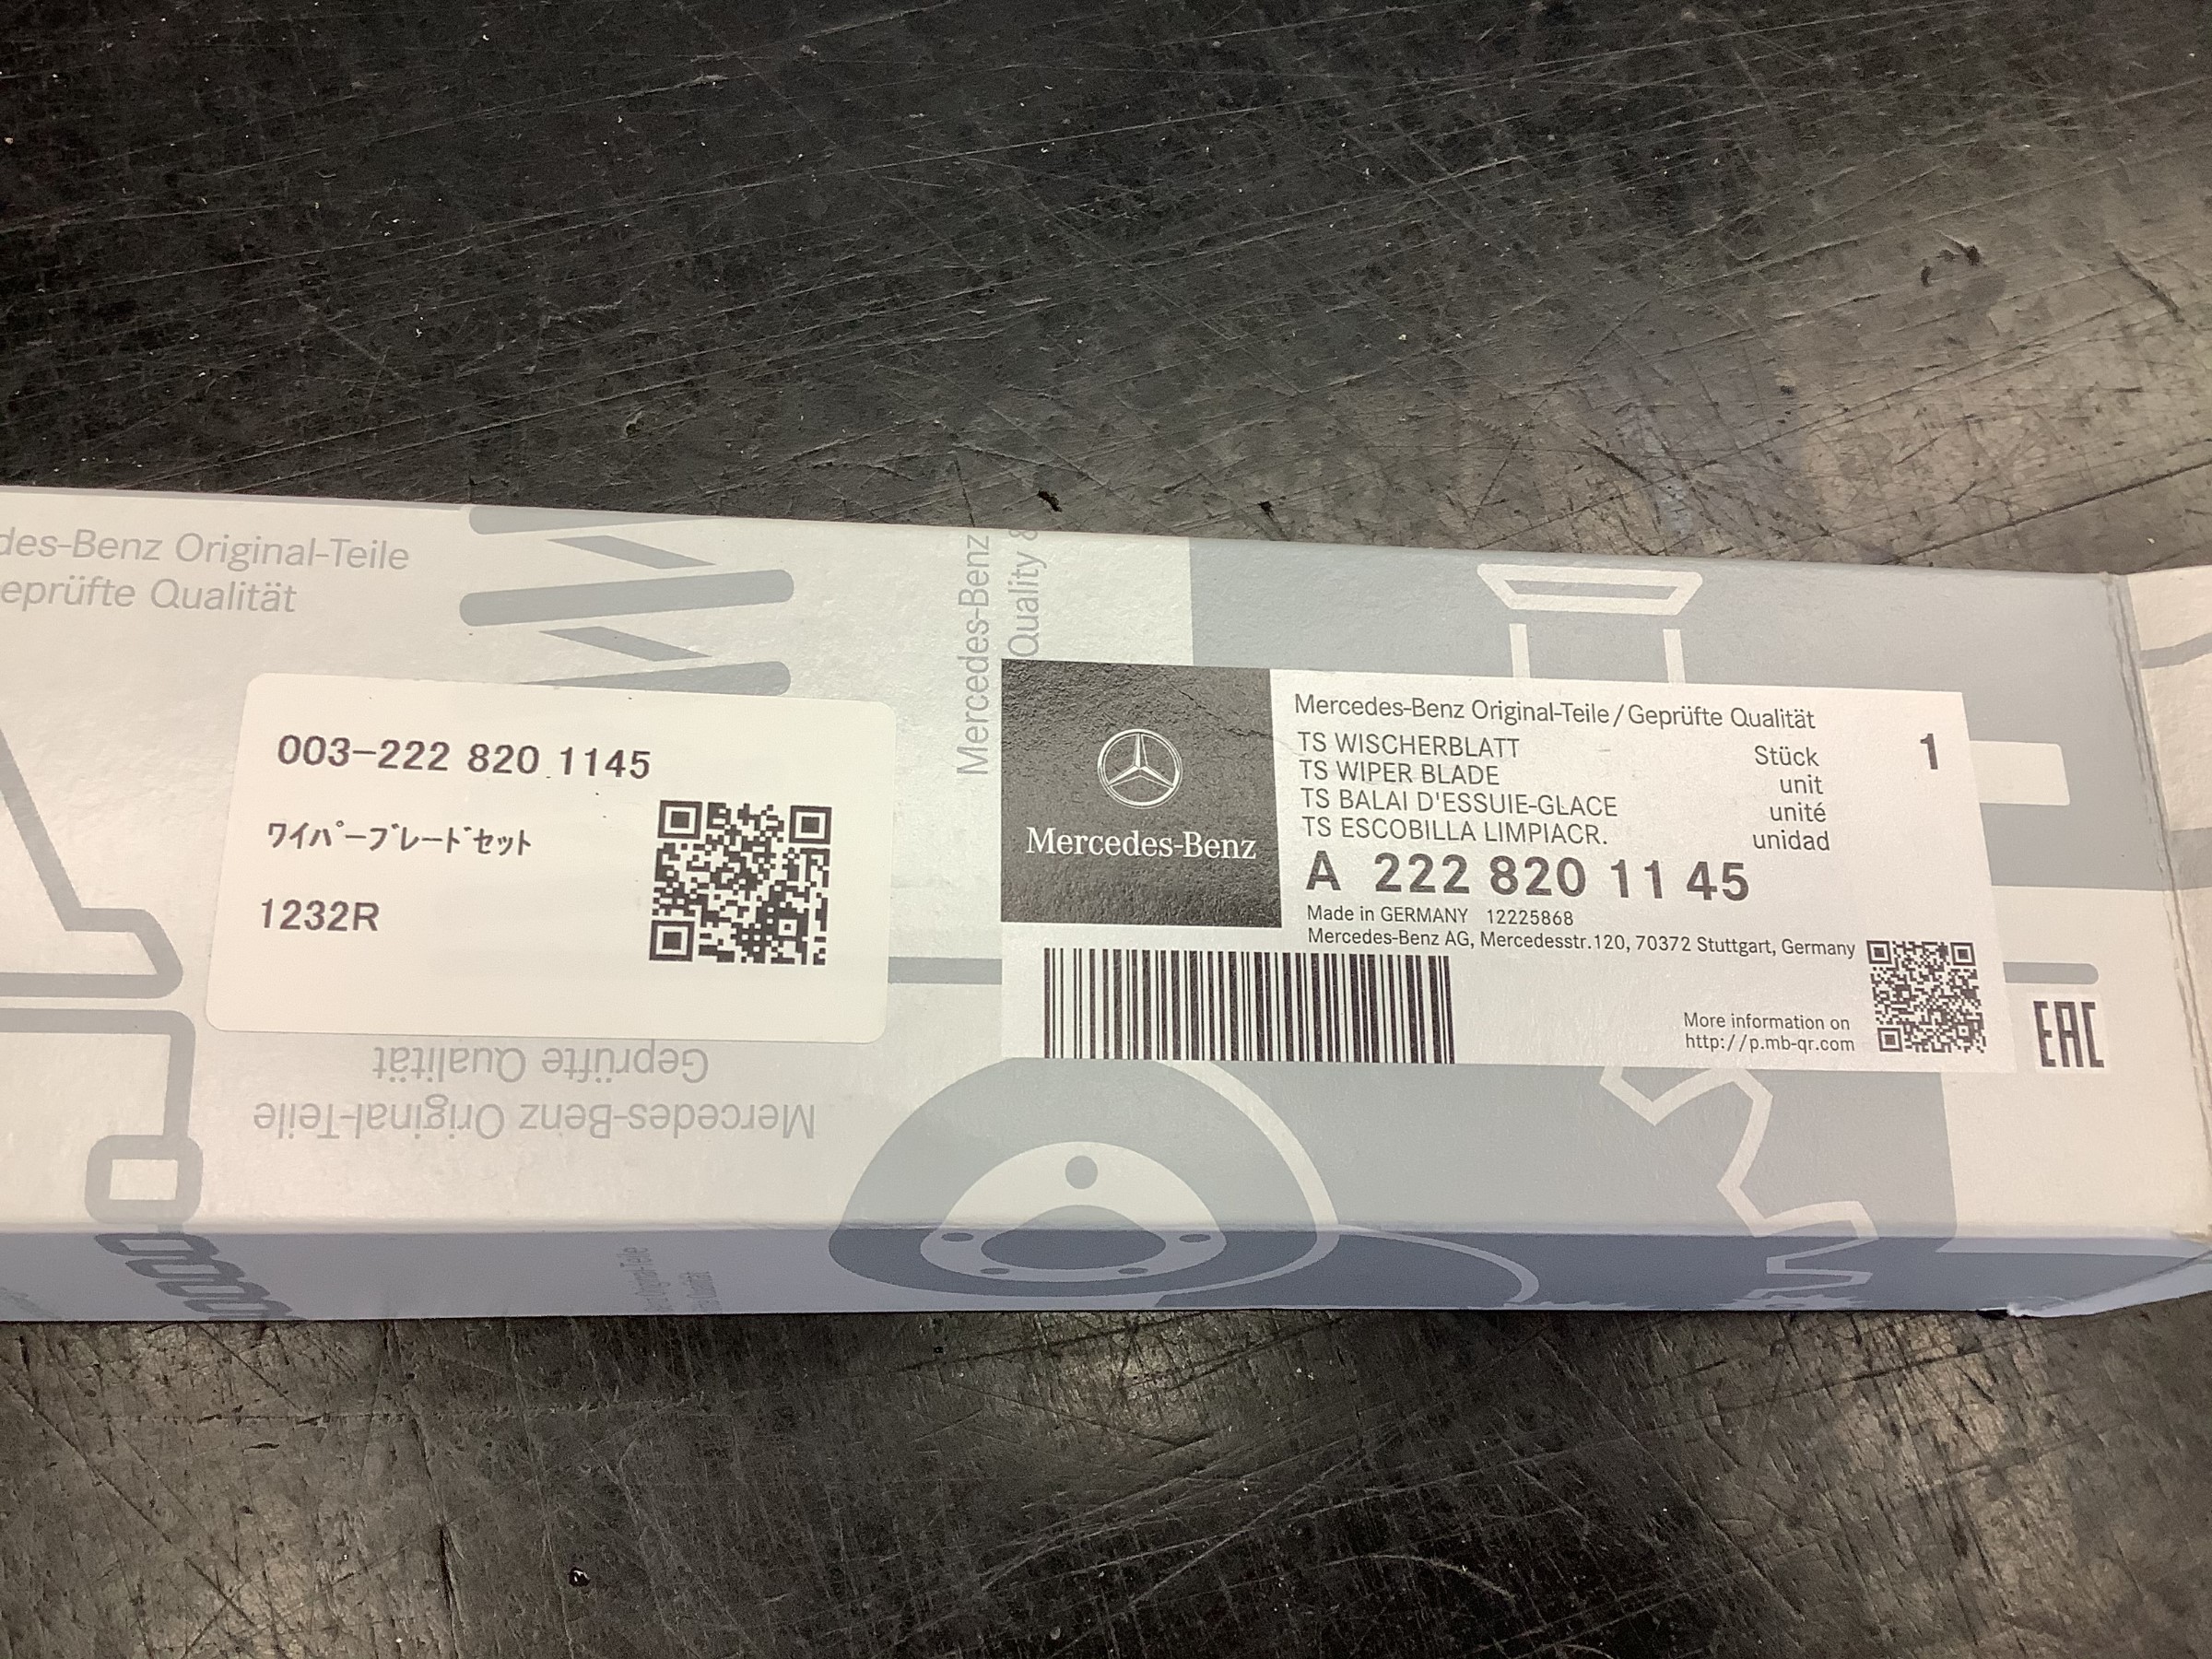 des-Benz Original-Teile
eprüfte Qualität
Mercedes-Benz
Quality &
003-222 820 1145
ワイパーブレードセット
1232R
Geprüfte Qualität
Mercedes-Benz Original-Teile
Mercedes-Benz
Mercedes-Benz Original-Teile/Geprüfte Qualität
TS WISCHERBLATT Stück 1
TS WIPER BLADE unit
TS BALAI D'ESSUIE-GLACE unité
TS ESCOBILLA LIMPIACR. unidad
A 222 820 11 45
Made in GERMANY 12225868
Mercedes-Benz AG, Mercedesstr.120, 70372 Stuttgart, Germany
More information on
http://p.mb-qr.com
EAC